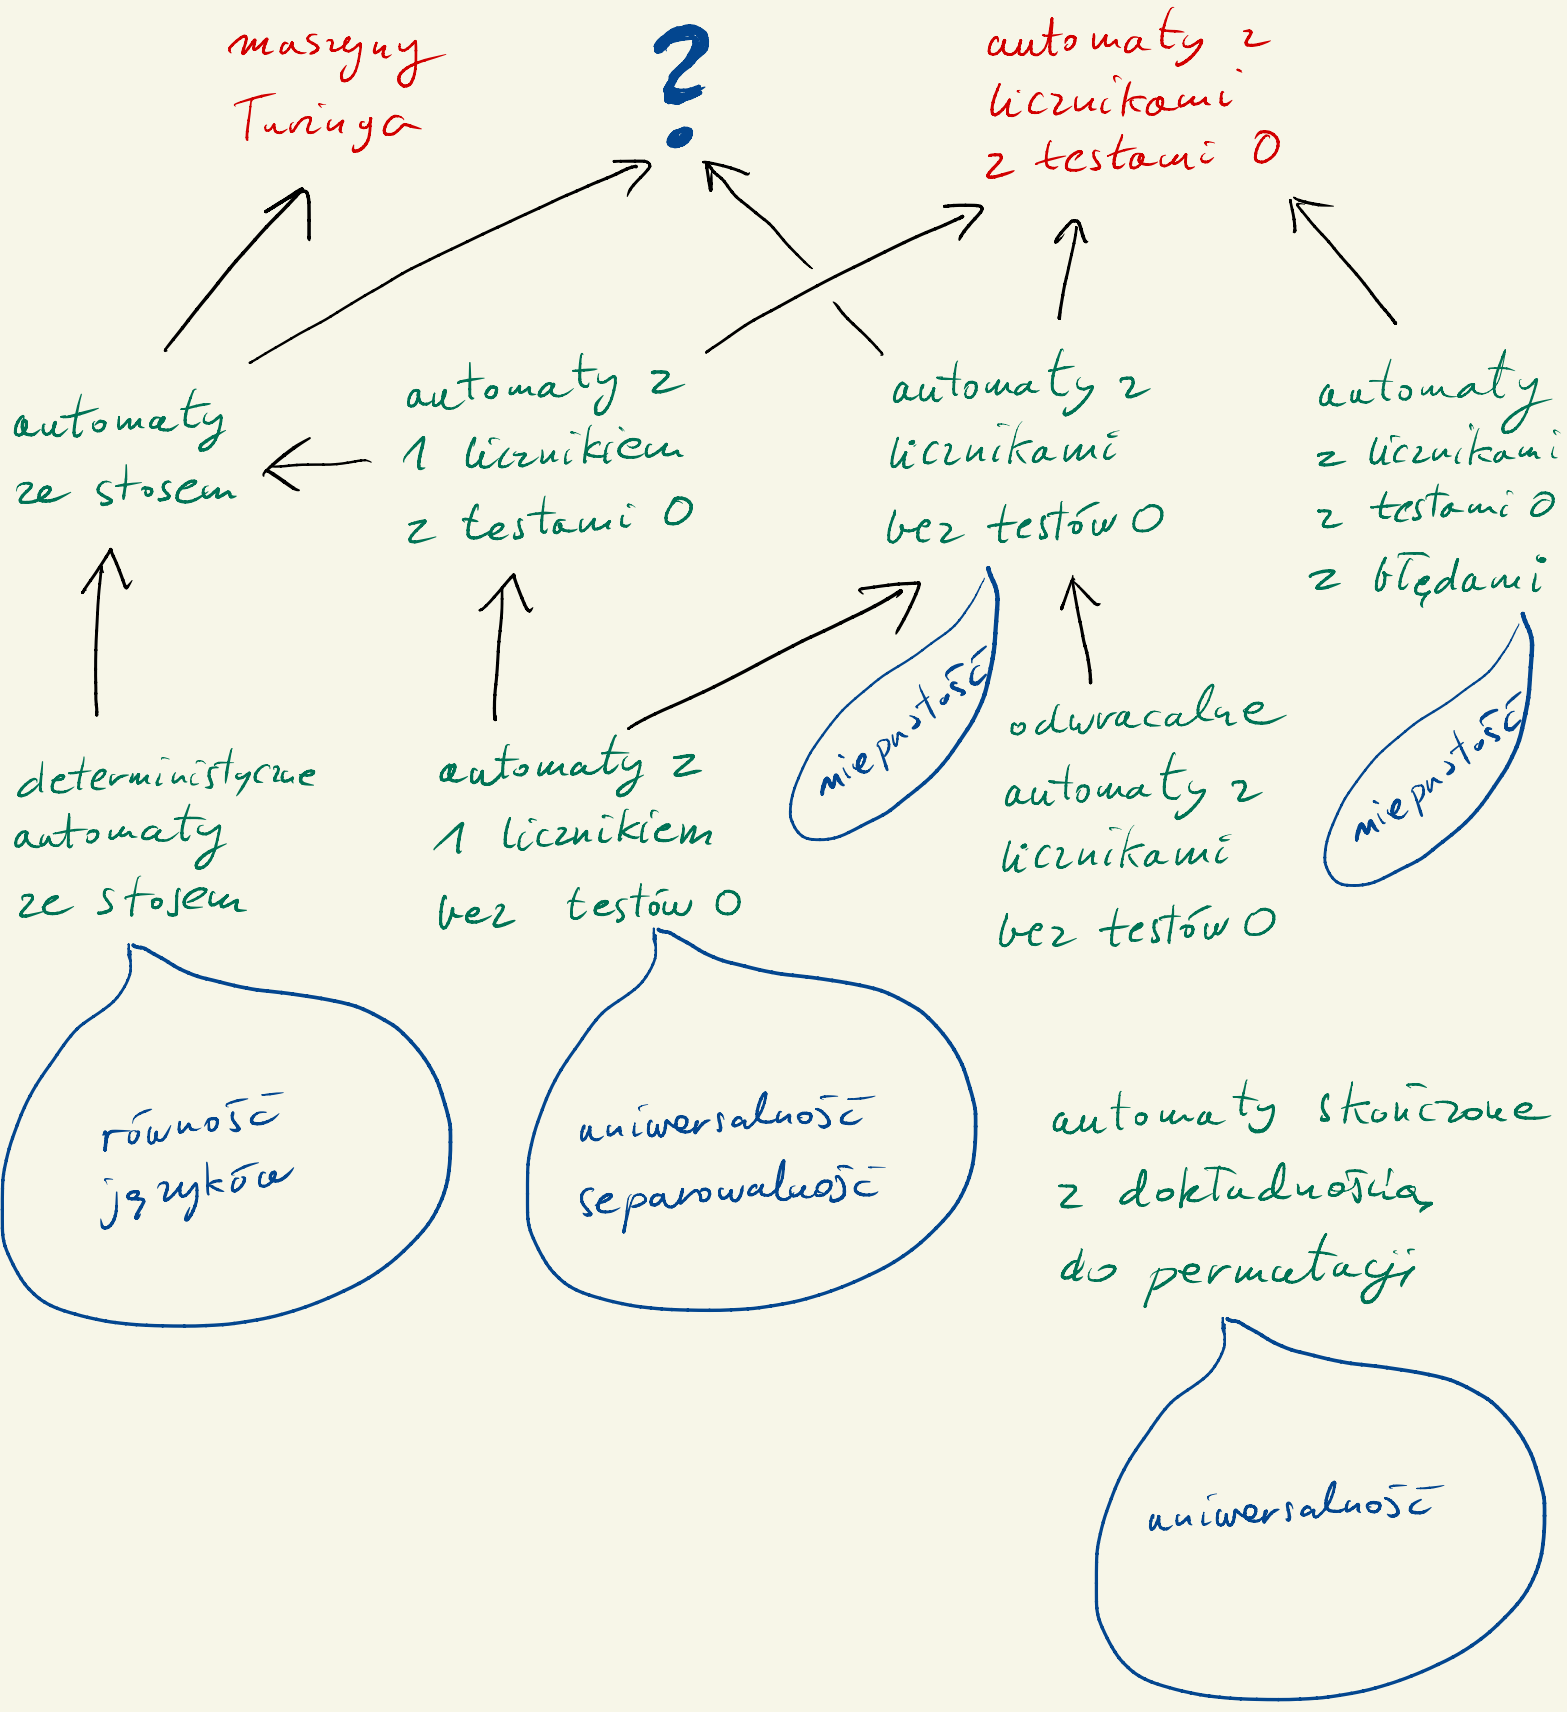 maszyny
Turinga
?
automaty z
licznikami
z testami 0
automaty
ze stosem
automaty z
1 licznikiem
z testami 0
automaty z
licznikami
bez testów 0
automaty
z licznikami
z testami 0
z błędami
deterministyczne
automaty
ze stosem
automaty z
1 licznikiem
bez testów 0
niepustość
odwracalne
automaty z
licznikami
bez testów 0
niepustość
równość
języków
uniwersalność
separowalność
automaty skończone
z dokładnością
do permutacji
uniwersalność